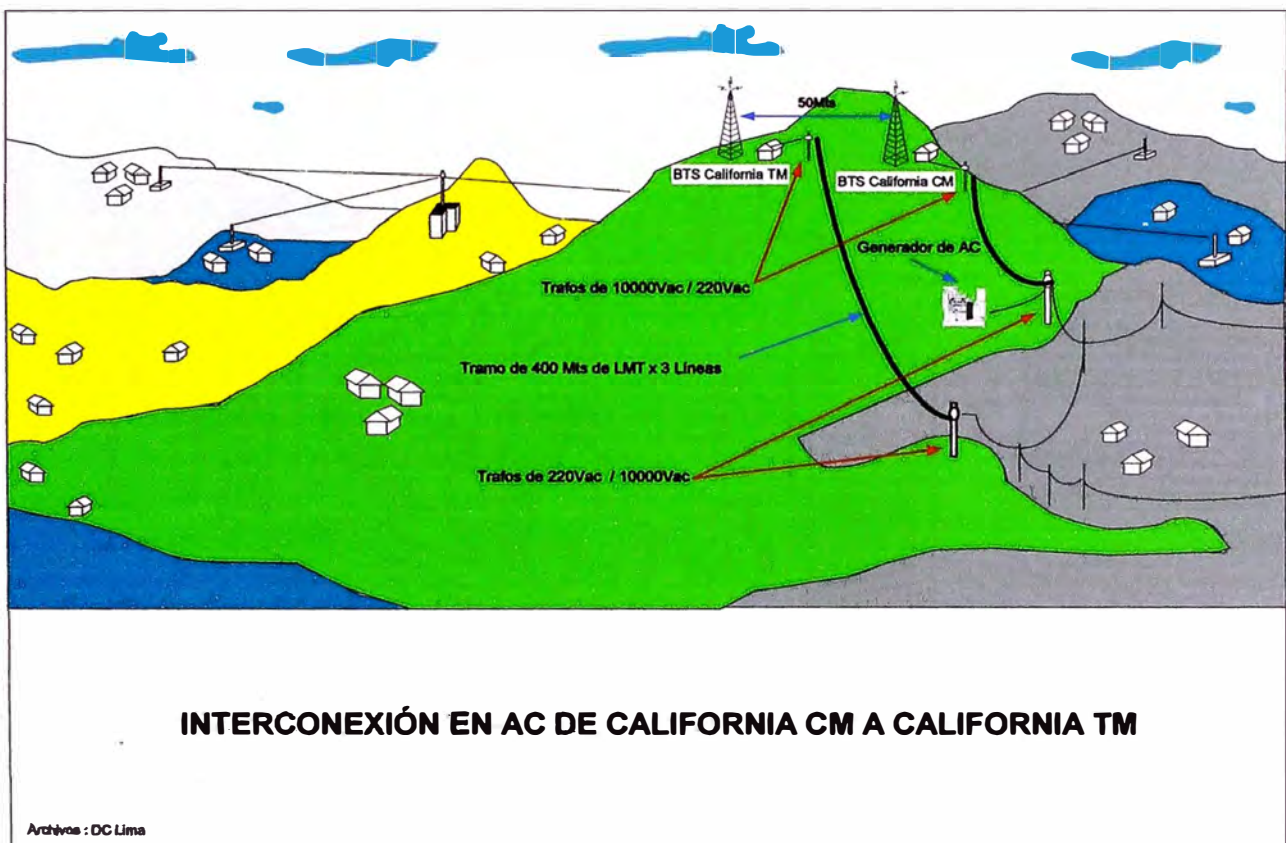 50Mts
BTS California TM
BTS California CM
Generador de AC
Trafos de 10000Vac / 220Vac
Tramo de 400 Mts de LMT x 3 Líneas
Trafos de 220Vac / 10000Vac
INTERCONEXIÓN EN AC DE CALIFORNIA CM A CALIFORNIA TM
Archivos : DC Lima